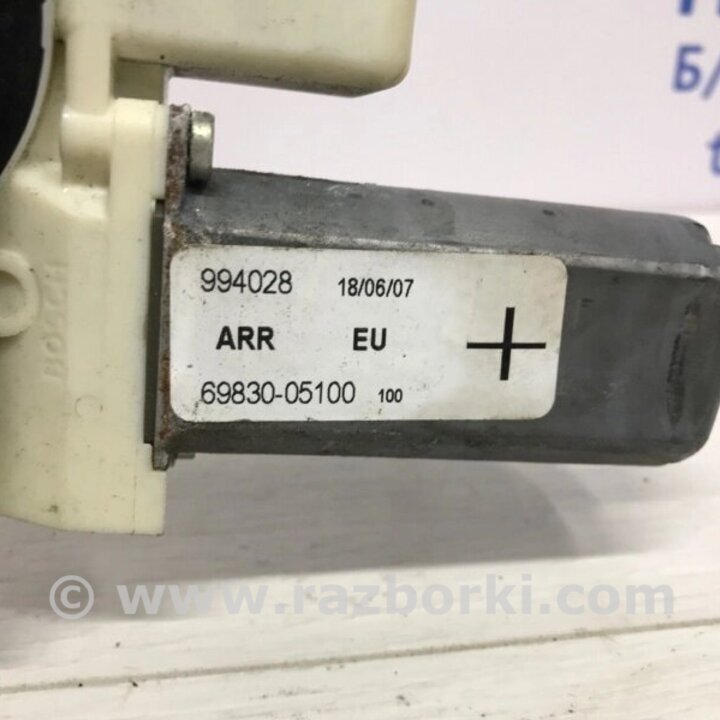 Б/
BOSCH
994028 18/06/07
ARR EU
69830-05100 100
© www.razborki.com